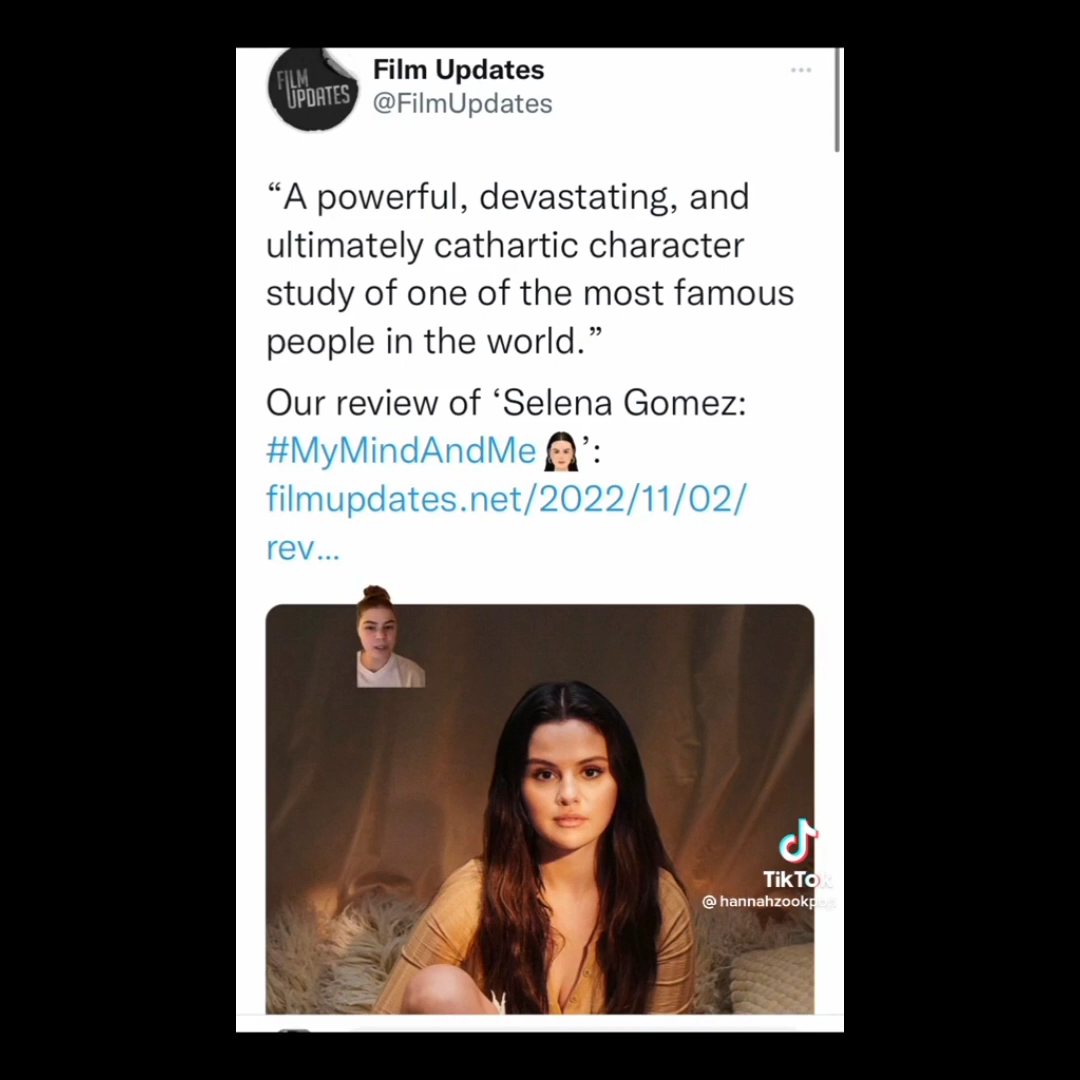 FILM
UPDATES
Film Updates
@FilmUpdates
“A powerful, devastating, and
ultimately cathartic character
study of one of the most famous
people in the world.”
Our review of ‘Selena Gomez:
#MyMindAndMe’:
filmupdates.net/2022/11/02/
rev...
TikTok
@hannahzookpop